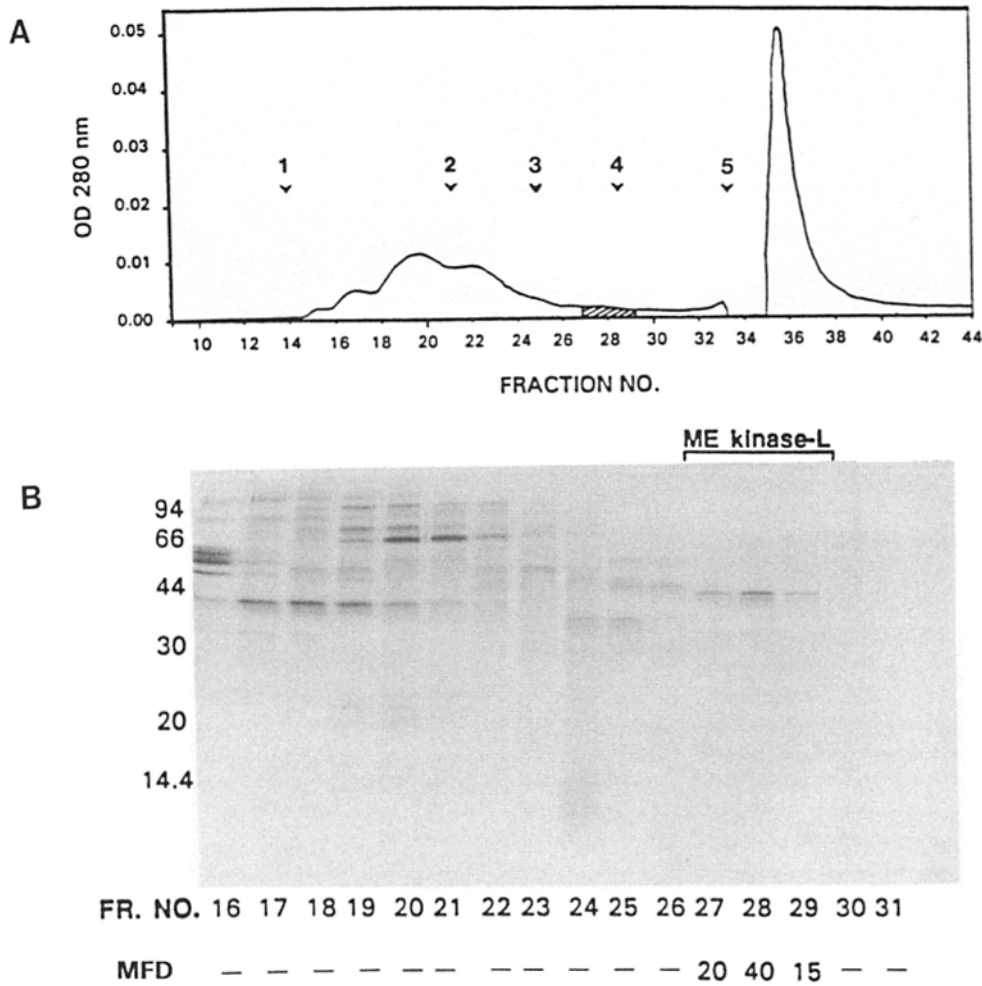 A
OD 280 nm
0.05
0.04
0.03
0.02
0.01
0.00
1 2 3 4 5
10 12 14 16 18 20 22 24 26 28 30 32 34 36 38 40 42 44
FRACTION NO.
ME kinase-L
B
94
66
44
30
20
14.4
FR. NO. 16 17 18 19 20 21 22 23 24 25 26 27 28 29 30 31
MFD — — — — — — — — — — — 20 40 15 — —